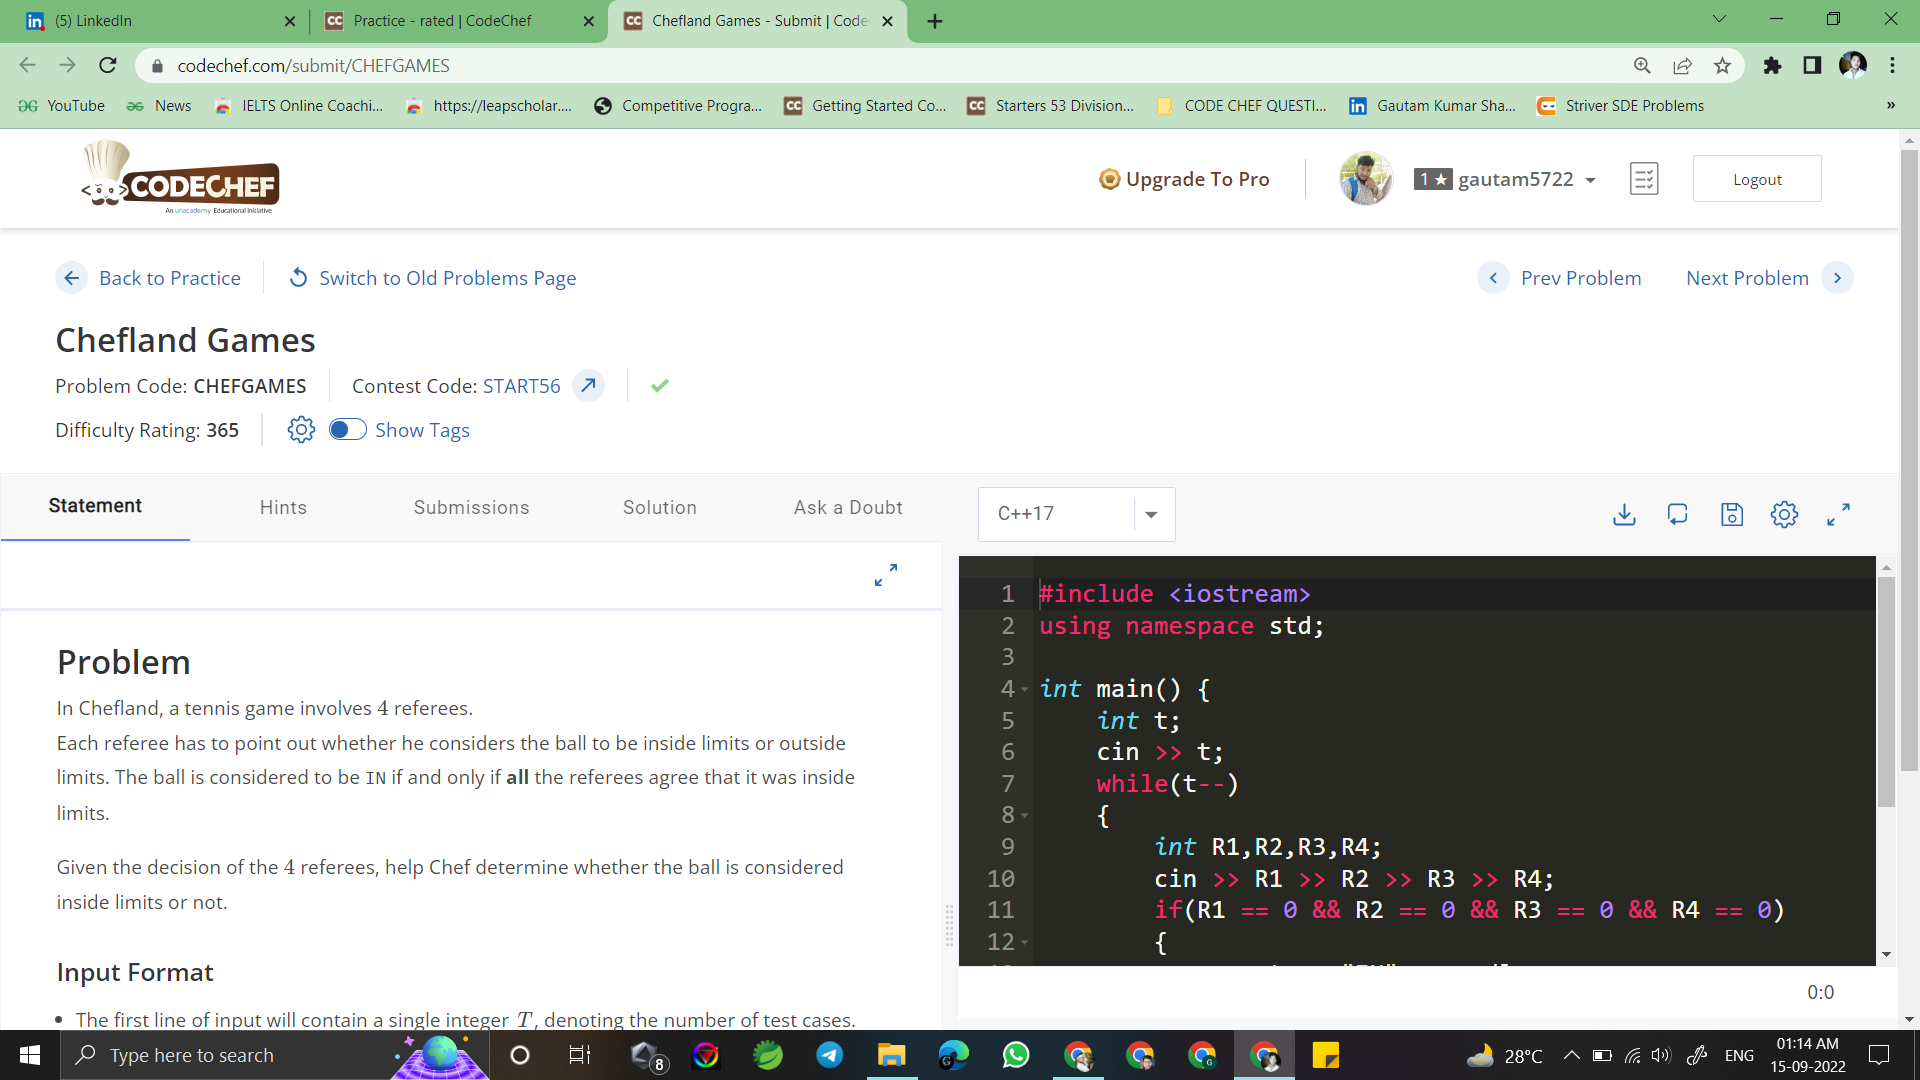 (5) LinkedIn
Practice - rated | CodeChef
Chefland Games - Submit | Code
codechef.com/submit/CHEFGAMES
YouTube
News
IELTS Online Coachi...
https://leapscholar....
Competitive Progra...
Getting Started Co...
Starters 53 Division...
CODE CHEF QUESTI...
Gautam Kumar Sha...
Striver SDE Problems
»
CODECHEF
An unacademy Educational Initiative
Upgrade To Pro
1★ gautam5722
Logout
Back to Practice
Switch to Old Problems Page
Prev Problem
Next Problem
Chefland Games
Problem Code: CHEFGAMES
Contest Code: START56
Difficulty Rating: 365
Show Tags
Statement
Hints
Submissions
Solution
Ask a Doubt
C++17
Problem
In Chefland, a tennis game involves 4 referees.
Each referee has to point out whether he considers the ball to be inside limits or outside
limits. The ball is considered to be IN if and only if all the referees agree that it was inside
limits.
Given the decision of the 4 referees, help Chef determine whether the ball is considered
inside limits or not.
Input Format
• The first line of input will contain a single integer T, denoting the number of test cases.
1 #include <iostream>
2 using namespace std;
3
4 int main() {
5 int t;
6 cin >> t;
7 while(t--)
8 {
9 int R1,R2,R3,R4;
10 cin >> R1 >> R2 >> R3 >> R4;
11 if(R1 == 0 && R2 == 0 && R3 == 0 && R4 == 0)
12 {
0:0
Type here to search
8
28°C
ENG
01:14 AM
15-09-2022